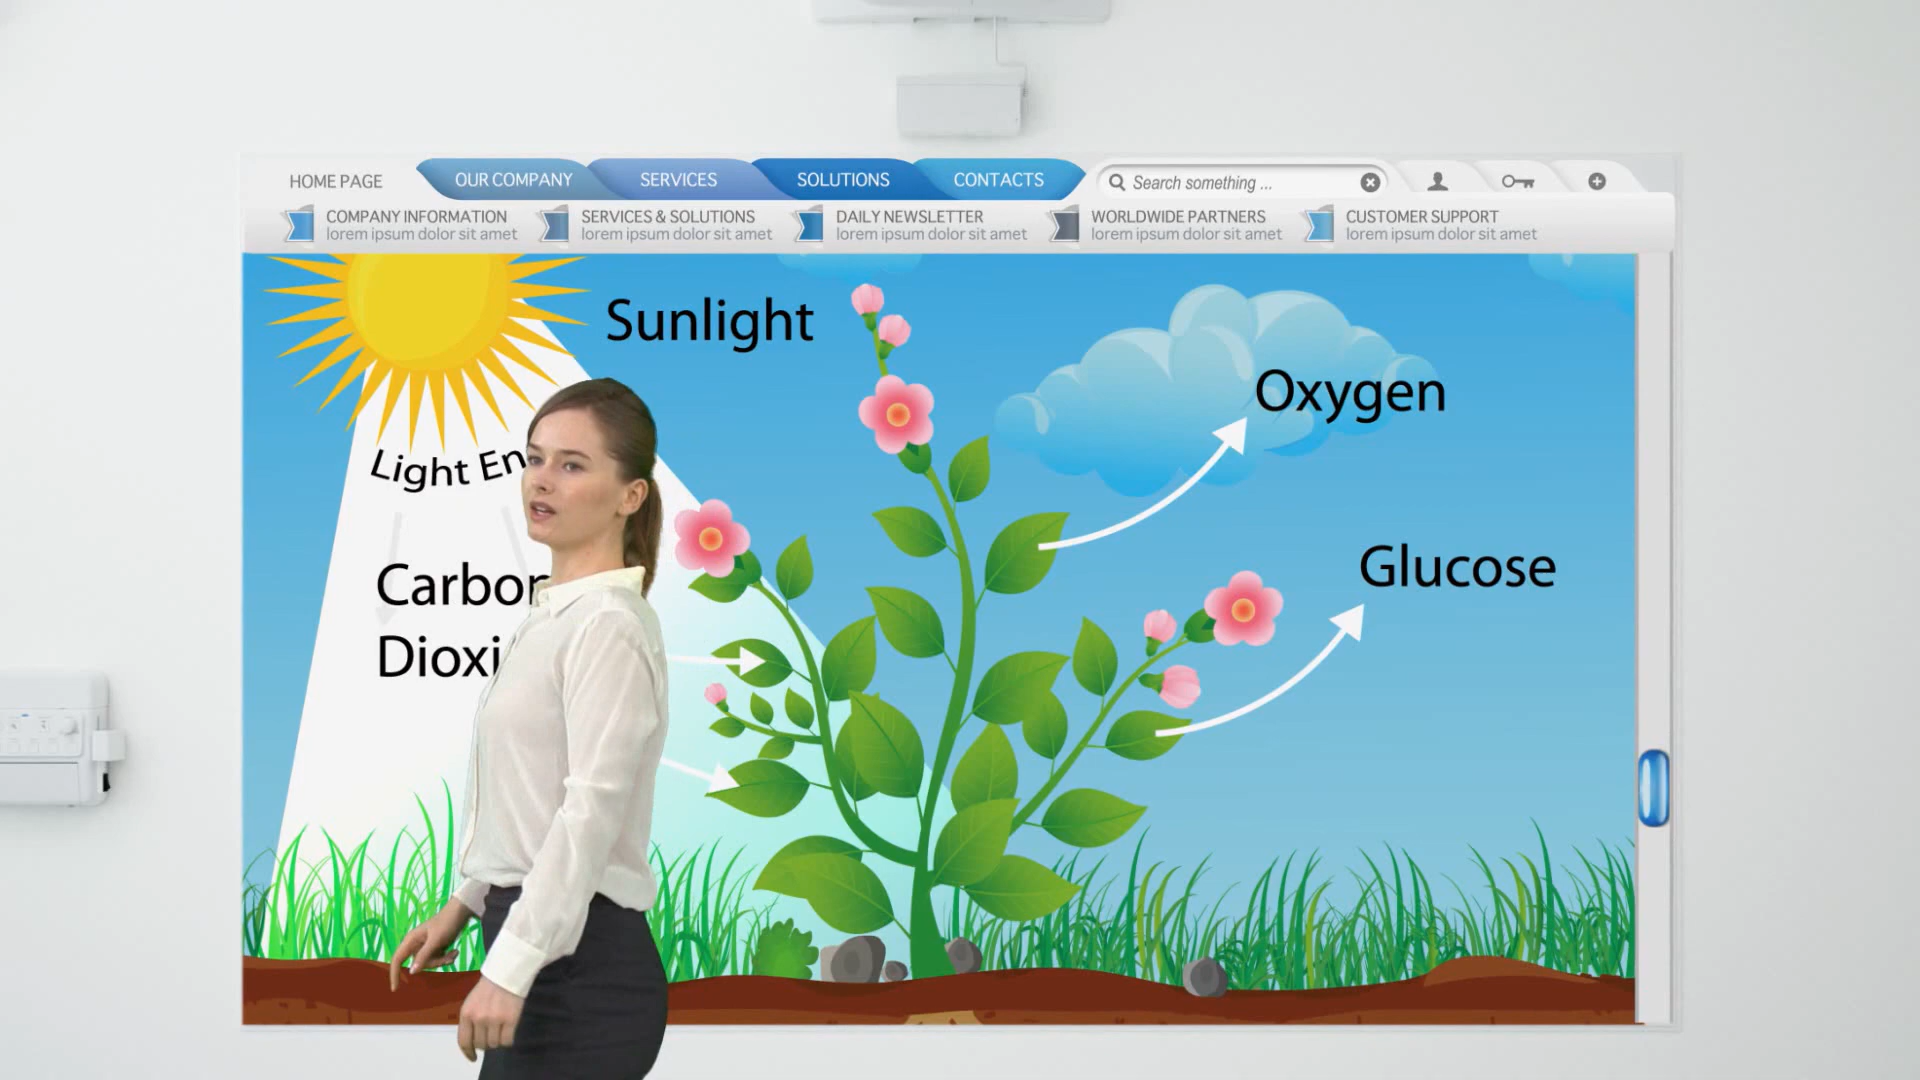 HOME PAGE
OUR COMPANY
SERVICES
SOLUTIONS
CONTACTS
Search something ...
COMPANY INFORMATION
lorem ipsum dolor sit amet
SERVICES & SOLUTIONS
lorem ipsum dolor sit amet
DAILY NEWSLETTER
lorem ipsum dolor sit amet
WORLDWIDE PARTNERS
lorem ipsum dolor sit amet
CUSTOMER SUPPORT
lorem ipsum dolor sit amet
Sunlight
Oxygen
Light En
Glucose
Carbon
Dioxi